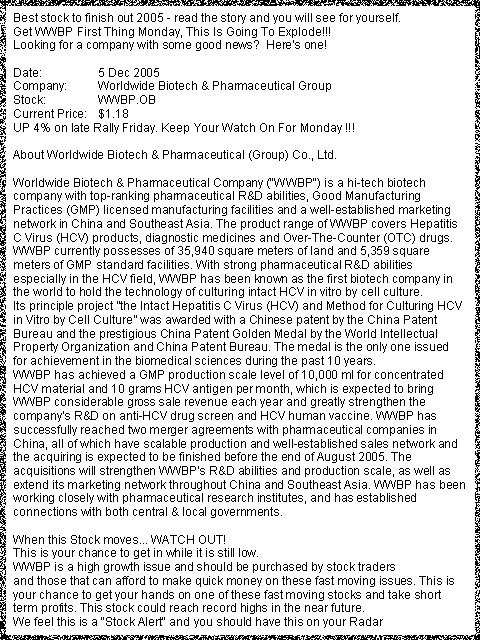 Best stock to finish out 2005 - read the story and you will see for yourself.
Get WWBP First Thing Monday, This Is Going To Explode!!!
Looking for a company with some good news? Here's one!
Date: 5 Dec 2005
Company: Worldwide Biotech & Pharmaceutical Group
Stock: WWBP.OB
Current Price: $1.18
UP 4% on late Rally Friday. Keep Your Watch On For Monday !!!
About Worldwide Biotech & Pharmaceutical (Group) Co., Ltd.
Worldwide Biotech & Pharmaceutical Company ("WWBP") is a hi-tech biotech
company with top-ranking pharmaceutical R&D abilities, Good Manufacturing
Practices (GMP) licensed manufacturing facilities and a well-established marketing
network in China and Southeast Asia. The product range of WWBP covers Hepatitis
C Virus (HCV) products, diagnostic medicines and Over-The-Counter (OTC) drugs.
WWBP currently possesses of 35,940 square meters of land and 5,359 square
meters of GMP standard facilities. With strong pharmaceutical R&D abilities
especially in the HCV field, WWBP has been known as the first biotech company in
the world to hold the technology of culturing intact HCV in vitro by cell culture.
Its principle project "the Intact Hepatitis C Virus (HCV) and Method for Culturing HCV
in Vitro by Cell Culture" was awarded with a Chinese patent by the China Patent
Bureau and the prestigious China Patent Golden Medal by the World Intellectual
Property Organization and China Patent Bureau. The medal is the only one issued
for achievement in the biomedical sciences during the past 10 years.
WWBP has achieved a GMP production scale level of 10,000 ml for concentrated
HCV material and 10 grams HCV antigen per month, which is expected to bring
WWBP considerable gross sale revenue each year and greatly strengthen the
company's R&D on anti-HCV drug screen and HCV human vaccine. WWBP has
successfully reached two merger agreements with pharmaceutical companies in
China, all of which have scalable production and well-established sales network and
the acquiring is expected to be finished before the end of August 2005. The
acquisitions will strengthen WWBP's R&D abilities and production scale, as well as
extend its marketing network throughout China and Southeast Asia. WWBP has been
working closely with pharmaceutical research institutes, and has established
connections with both central & local governments.
When this Stock moves... WATCH OUT!
This is your chance to get in while it is still low.
WWBP is a high growth issue and should be purchased by stock traders
and those that can afford to make quick money on these fast moving issues. This is
your chance to get your hands on one of these fast moving stocks and take short
term profits. This stock could reach record highs in the near future.
We feel this is a "Stock Alert" and you should have this on your Radar